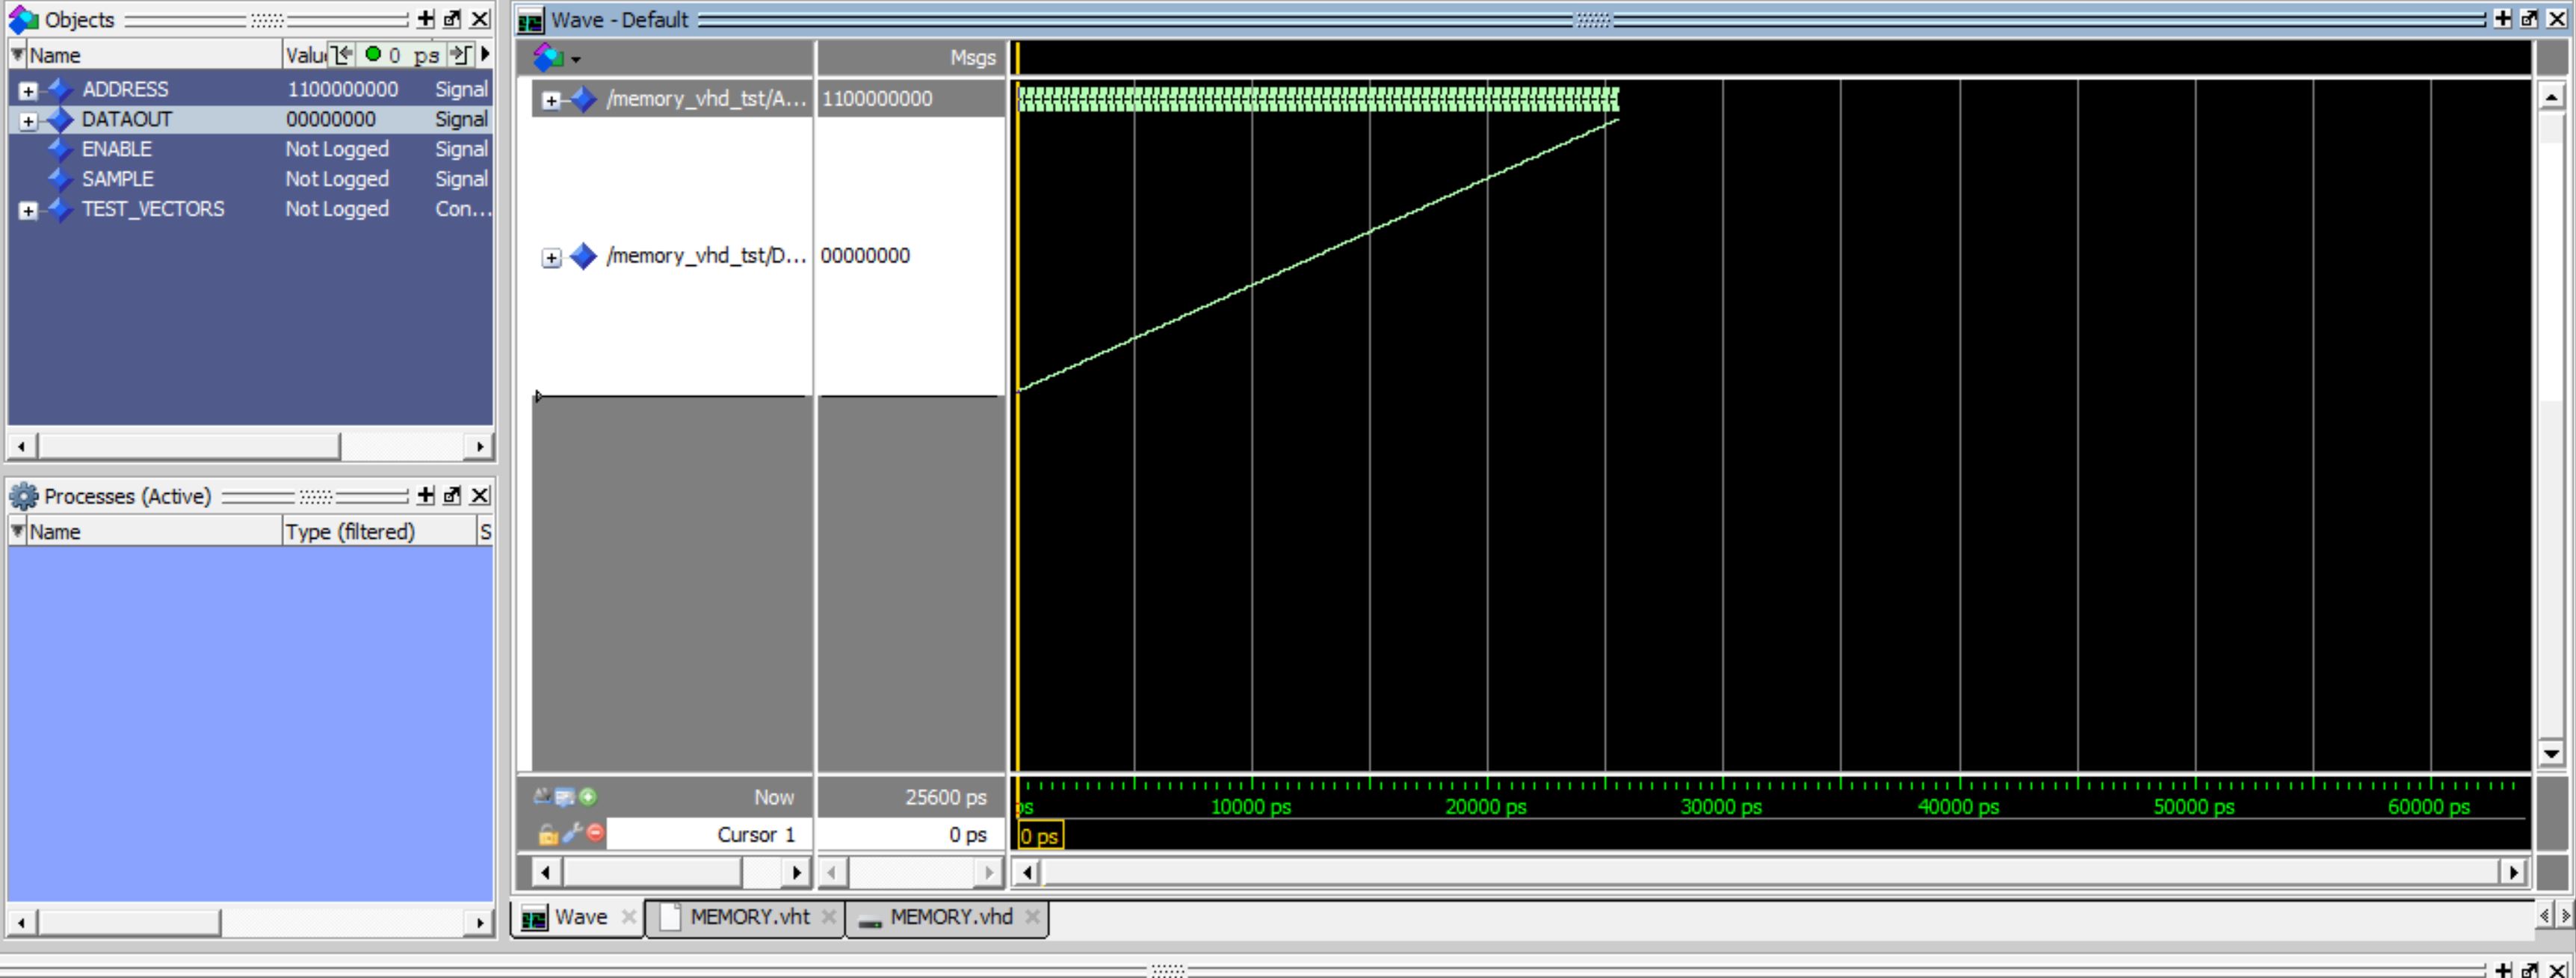 Objects
Name Valu 0 ps
ADDRESS 1100000000 Signal
DATAOUT 00000000 Signal
ENABLE Not Logged Signal
SAMPLE Not Logged Signal
TEST_VECTORS Not Logged Con...
Processes (Active)
Name Type (filtered) S
Wave - Default
Msgs
/memory_vhd_tst/A... 1100000000
/memory_vhd_tst/D... 00000000
Now 25600 ps
ps 10000 ps 20000 ps 30000 ps 40000 ps 50000 ps 60000 ps
Cursor 1 0 ps
0 ps
Wave MEMORY.vht MEMORY.vhd